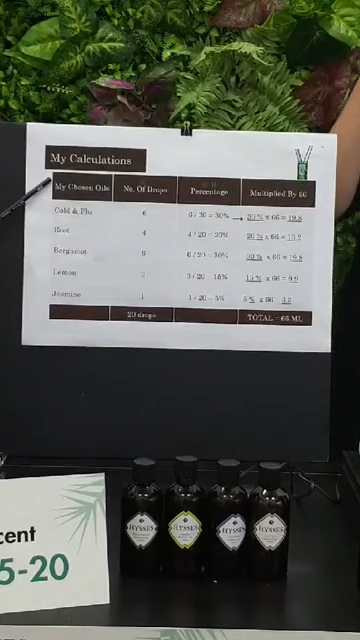 My Calculations
My Chosen Oils No. Of Drops Percentage Multiplied By 66
Cold & Flu 6 6 / 20 = 30% → 30 % x 66 = 19.8
Root 4 4 / 20 = 20% 20 % x 66 = 13.2
Bergamot 6 6 / 20 = 30% 30 % x 66 = 19.8
Lemon 3 3 / 20 = 15% 15 % x 66 = 9.9
Jasmine 1 1 / 20 = 5% 5 % x 66 = 3.3
20 drops TOTAL = 66 ML
cent
5-20
HYSSES HYSSES HYSSES HYSSES